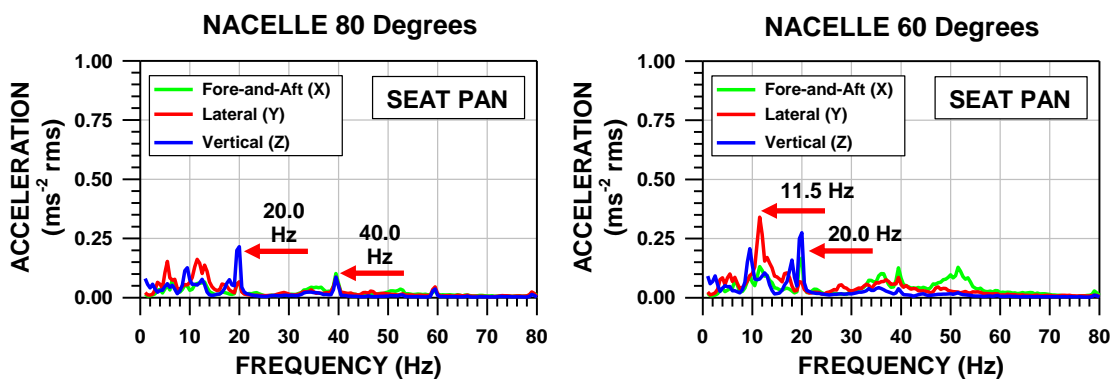 NACELLE 80 Degrees
1.00
0.75
0.50
0.25
0.00
ACCELERATION
(ms-2 rms)
Fore-and-Aft (X)
Lateral (Y)
Vertical (Z)
SEAT PAN
20.0
Hz
40.0
Hz
0 10 20 30 40 50 60 70 80
FREQUENCY (Hz)
NACELLE 60 Degrees
1.00
0.75
0.50
0.25
0.00
ACCELERATION
(ms-2 rms)
Fore-and-Aft (X)
Lateral (Y)
Vertical (Z)
SEAT PAN
11.5 Hz
20.0 Hz
0 10 20 30 40 50 60 70 80
FREQUENCY (Hz)